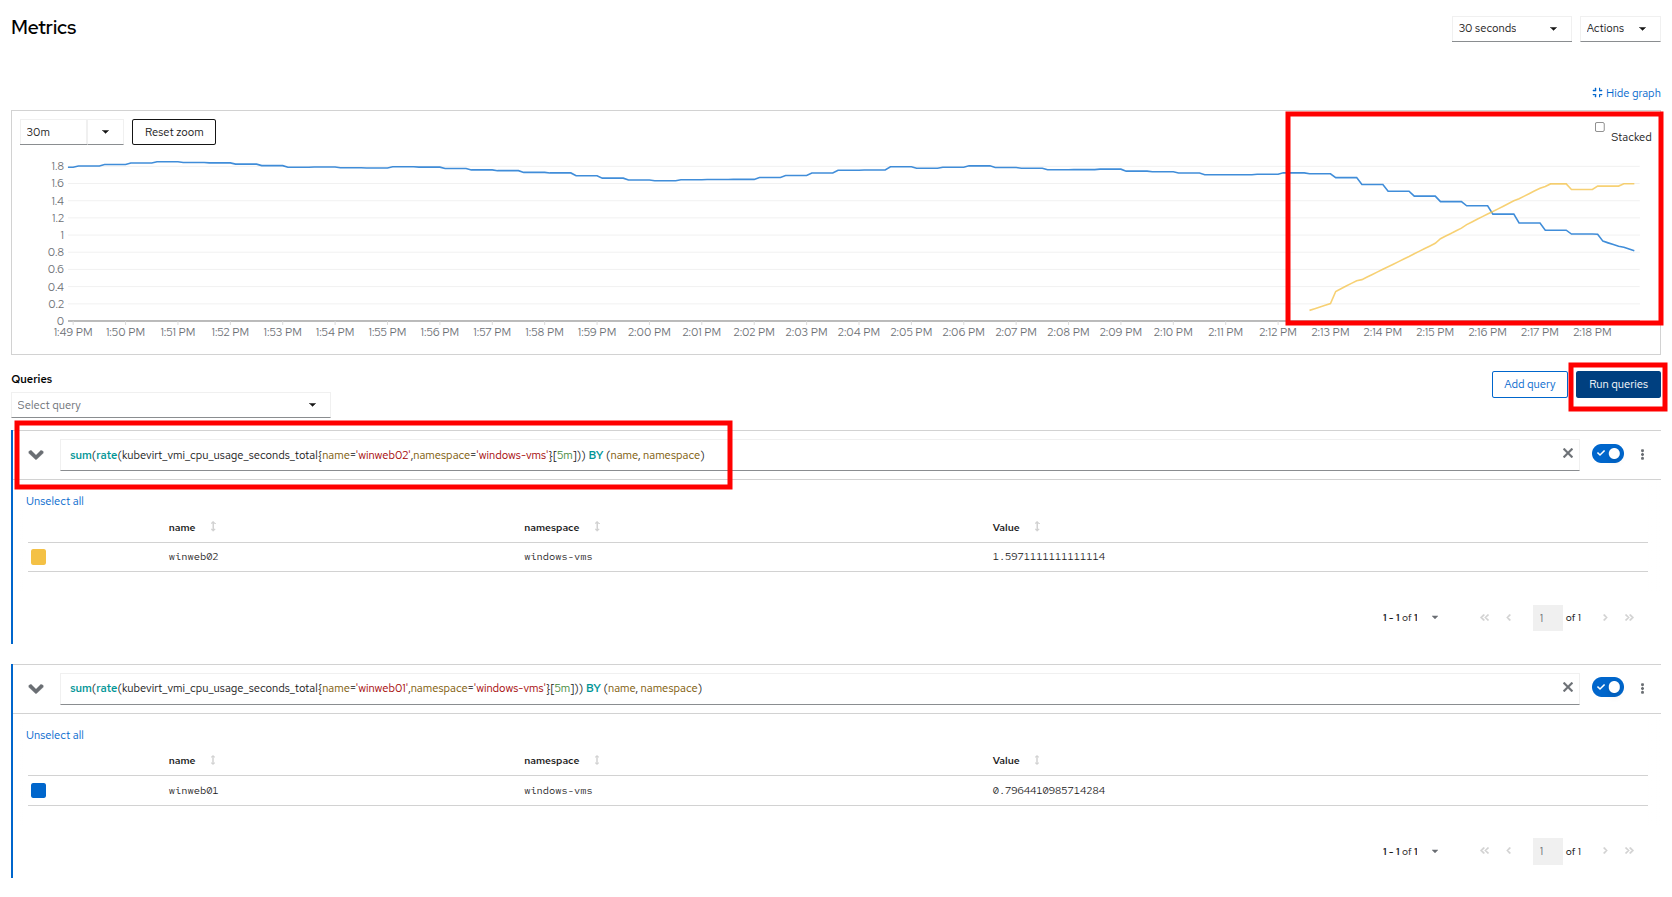 Metrics
30 seconds
Actions
Hide graph
30m
Reset zoom
Stacked
1.8
1.6
1.4
1.2
1
0.8
0.6
0.4
0.2
0
1:49 PM 1:50 PM 1:51 PM 1:52 PM 1:53 PM 1:54 PM 1:55 PM 1:56 PM 1:57 PM 1:58 PM 1:59 PM 2:00 PM 2:01 PM 2:02 PM 2:03 PM 2:04 PM 2:05 PM 2:06 PM 2:07 PM 2:08 PM 2:09 PM 2:10 PM 2:11 PM 2:12 PM 2:13 PM 2:14 PM 2:15 PM 2:16 PM 2:17 PM 2:18 PM
Queries
Select query
Add query
Run queries
sum(rate(kubevirt_vmi_cpu_usage_seconds_total{name='winweb02',namespace='windows-vms'}[5m])) BY (name, namespace)
Unselect all
name namespace Value
winweb02 windows-vms 1.5971111111111114
1 - 1 of 1 1 of 1
sum(rate(kubevirt_vmi_cpu_usage_seconds_total{name='winweb01',namespace='windows-vms'}[5m])) BY (name, namespace)
Unselect all
name namespace Value
winweb01 windows-vms 0.7964410985714284
1 - 1 of 1 1 of 1